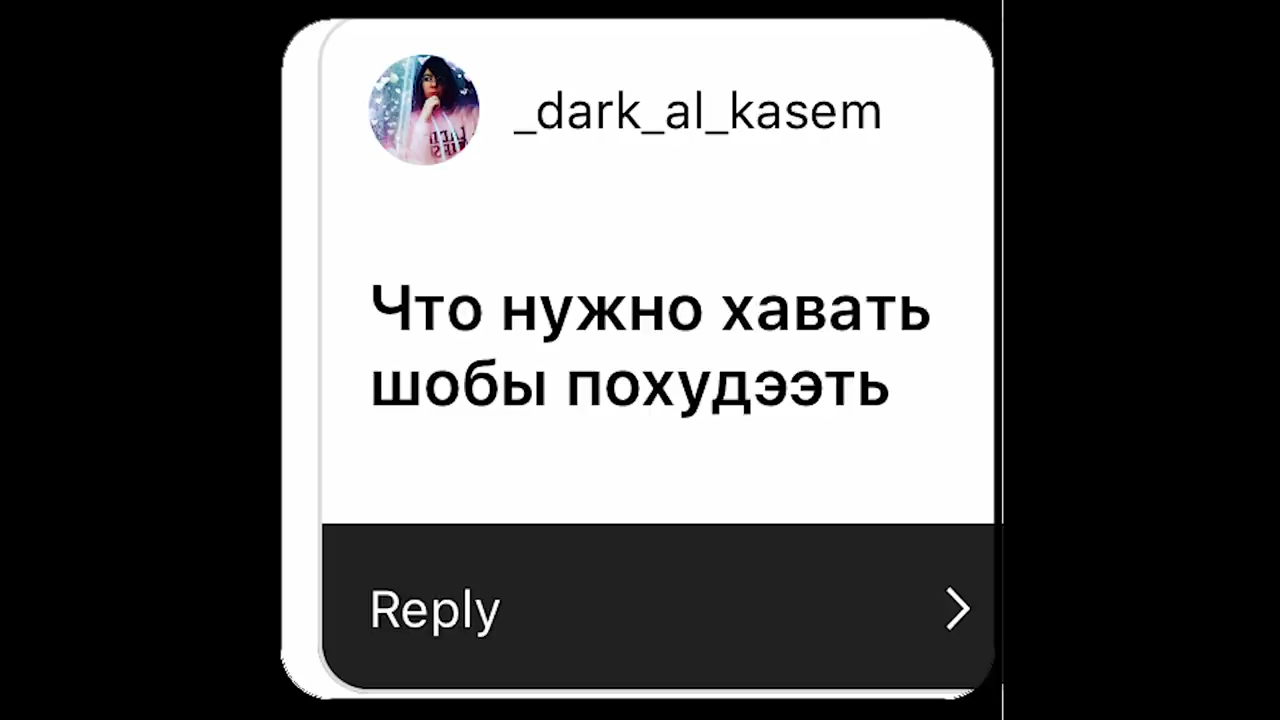 _dark_al_kasem
Что нужно хавать
шобы похудээть
Reply